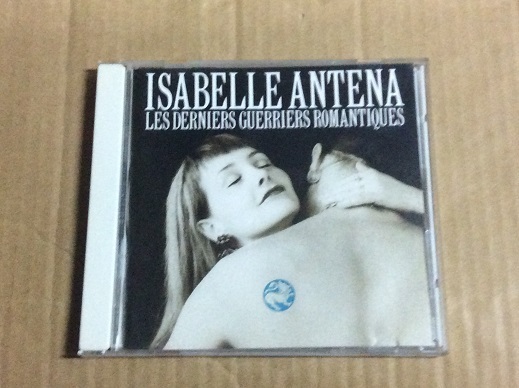 ISABELLE ANTENA
LES DERNIERS GUERRIERS ROMANTIQUES